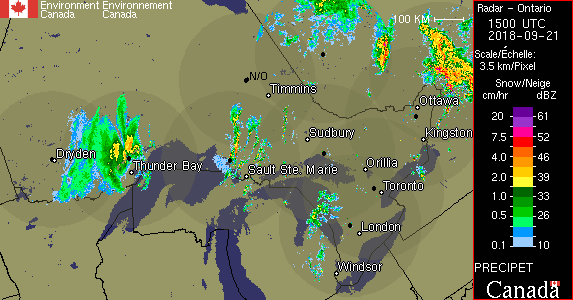 Environment Environnement
Canada Canada
100 KM
N/O
Timmins
Ottawa
Sudbury
Kingston
Dryden
Thunder Bay
Sault Ste. Marie
Orillia
Toronto
London
Windsor
Radar - Ontario
1500 UTC
2018-09-21
Scale/Échelle:
3.5 km/Pixel
Snow/Neige
cm/hr dBZ
20 61
7.5 52
4.0 46
2.0 39
1.0 33
0.5 26
0.1 10
PRECIPET
Canada